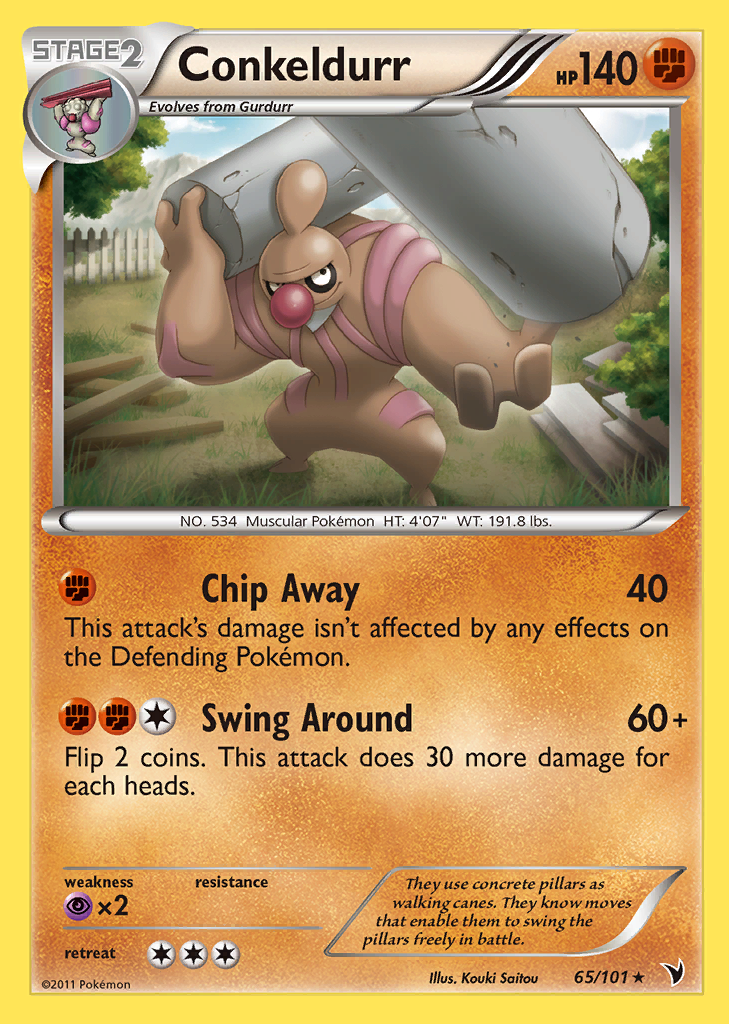 STAGE2
Conkeldurr
HP140
Evolves from Gurdurr
NO. 534 Muscular Pokémon HT: 4'07" WT: 191.8 lbs.
Chip Away 40
This attack's damage isn't affected by any effects on
the Defending Pokémon.
Swing Around 60+
Flip 2 coins. This attack does 30 more damage for
each heads.
weakness resistance
×2
retreat
They use concrete pillars as
walking canes. They know moves
that enable them to swing the
pillars freely in battle.
©2011 Pokémon
Illus. Kouki Saitou
65/101 ★